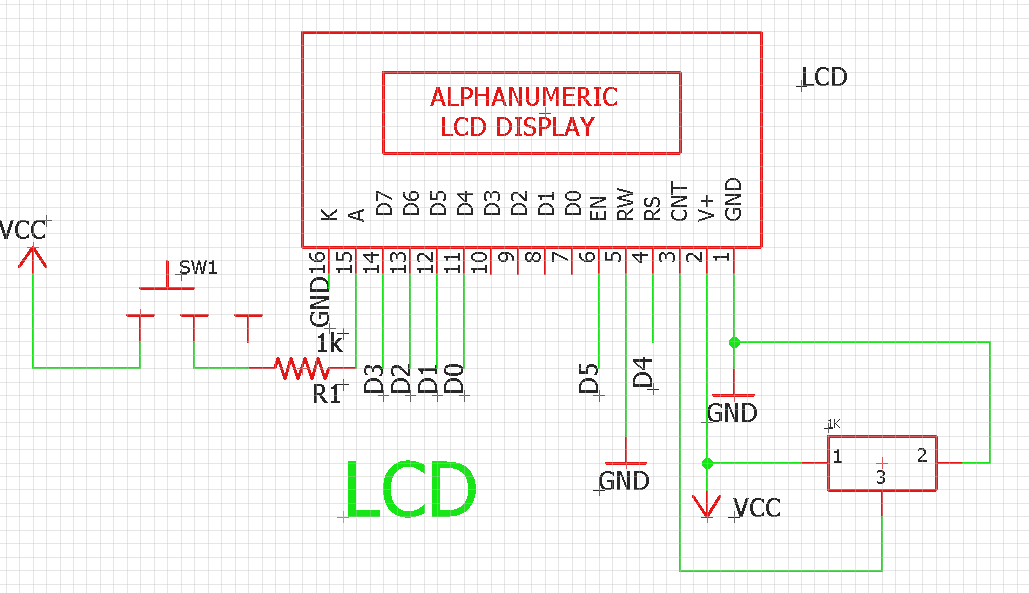 LCD
ALPHANUMERIC
LCD DISPLAY
K
A
D7
D6
D5
D4
D3
D2
D1
D0
EN
RW
RS
CNT
V+
GND
16
15
14
13
12
11
10
9
8
7
6
5
4
3
2
1
VCC
SW1
GND
1k
R1
D3
D2
D1
D0
D5
D4
GND
GND
VCC
1K
1
2
3
LCD